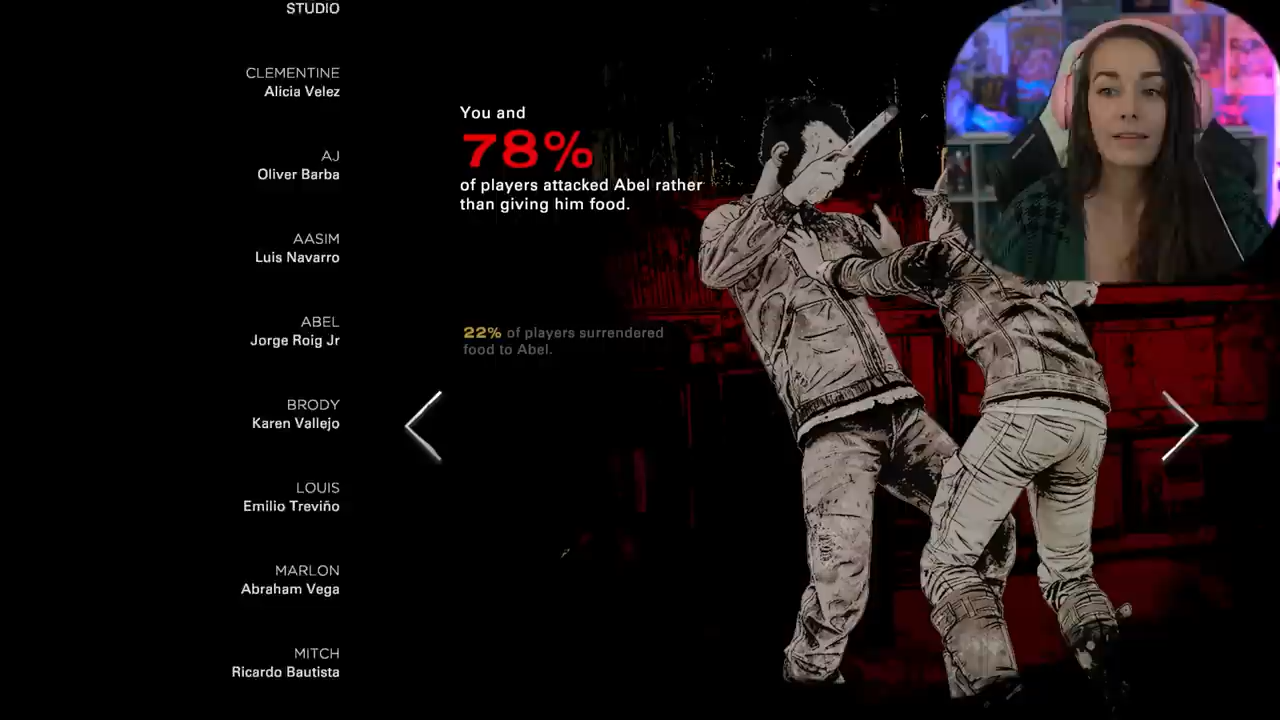 STUDIO
CLEMENTINE
Alicia Velez
AJ
Oliver Barba
AASIM
Luis Navarro
ABEL
Jorge Roig Jr
BRODY
Karen Vallejo
LOUIS
Emilio Treviño
MARLON
Abraham Vega
MITCH
Ricardo Bautista
You and
78%
of players attacked Abel rather
than giving him food.
22% of players surrendered
food to Abel.